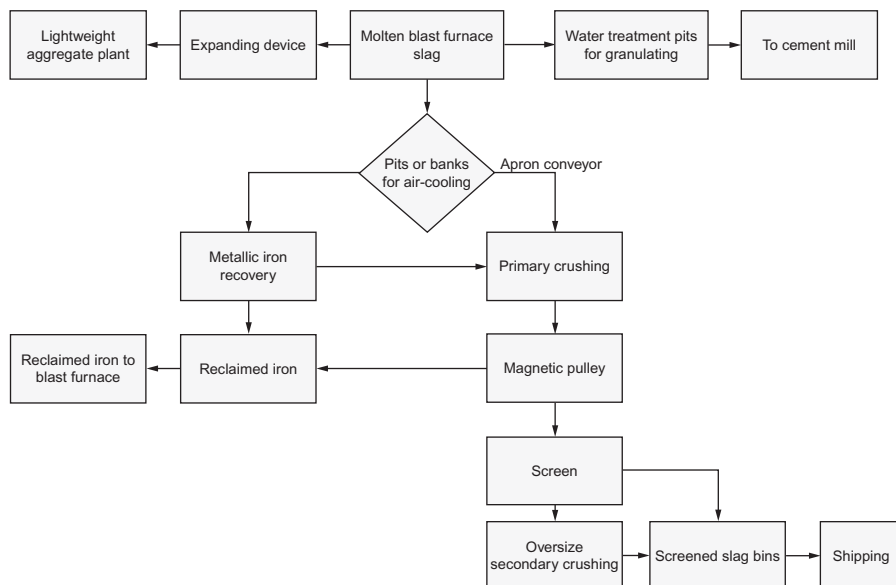 Lightweight
aggregate plant
Expanding device
Molten blast furnace
slag
Water treatment pits
for granulating
To cement mill
Pits or banks
for air-cooling
Apron conveyor
Metallic iron
recovery
Primary crushing
Reclaimed iron to
blast furnace
Reclaimed iron
Magnetic pulley
Screen
Oversize
secondary crushing
Screened slag bins
Shipping